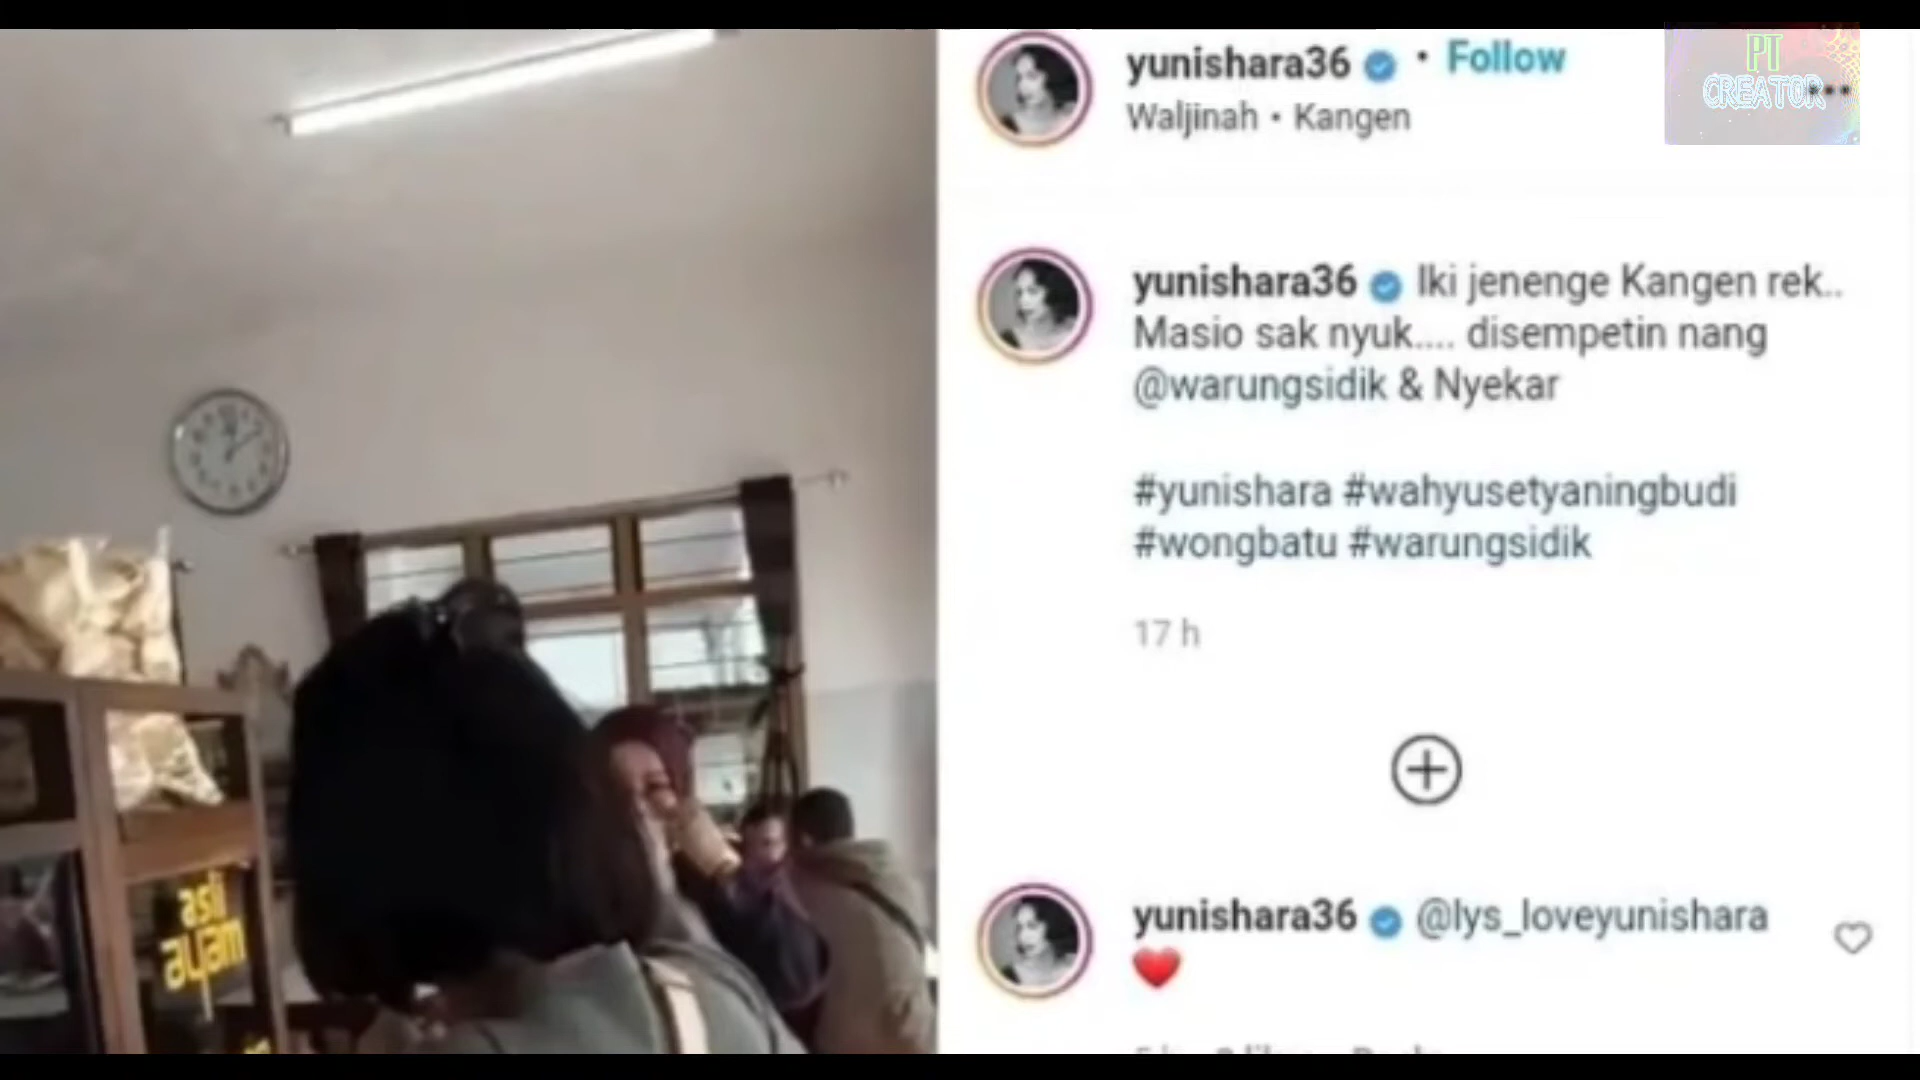 yunishara36 • Follow
Waljinah • Kangen
PT
CREATOR
yunishara36 Iki jenenge Kangen rek..
Masio sak nyuk.... disempetin nang
@warungsidik & Nyekar
#yunishara #wahyusetyaningbudi
#wongbatu #warungsidik
17 h
yunishara36 @lys_loveyunishara
❤️
asli
ayam